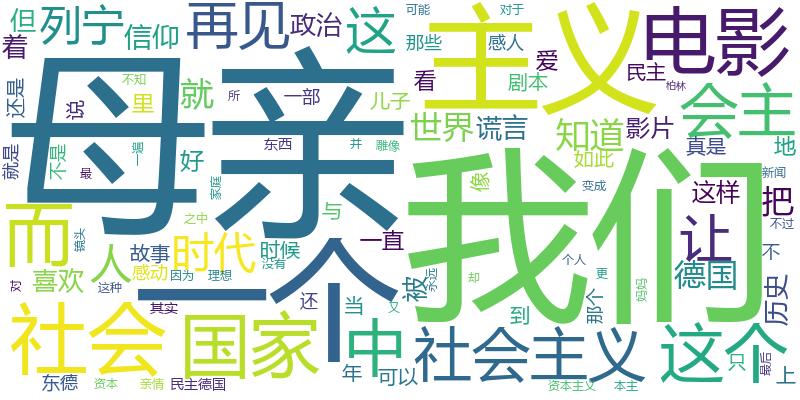 但
列宁
信仰
再见
政治
这
可能
对于
那些
感人
爱
主义
电影
着
看
剧本
民主
柏林
还是
说
母亲
不知
里
就
所
一部
儿子
会主
世界
谎言
知道
影片
真是
地
就是
不是
最
一遍
好
东西
并
雕像
如此
像
变成
这样
新闻
把
不过
而
人
镜头
家庭
之中
与
我们
让
故事
时代
时候
一直
一个
德国
不
对
喜欢
这种
感动
因为
理想
没有
其实
还
当
被
永远
又
个人
却
更
那个
妈妈
历史
社会
国家
中
到
社会主义
这个
只
最后
上
东德
资本
亲情
民主德国
年
可以
资本主义
本主